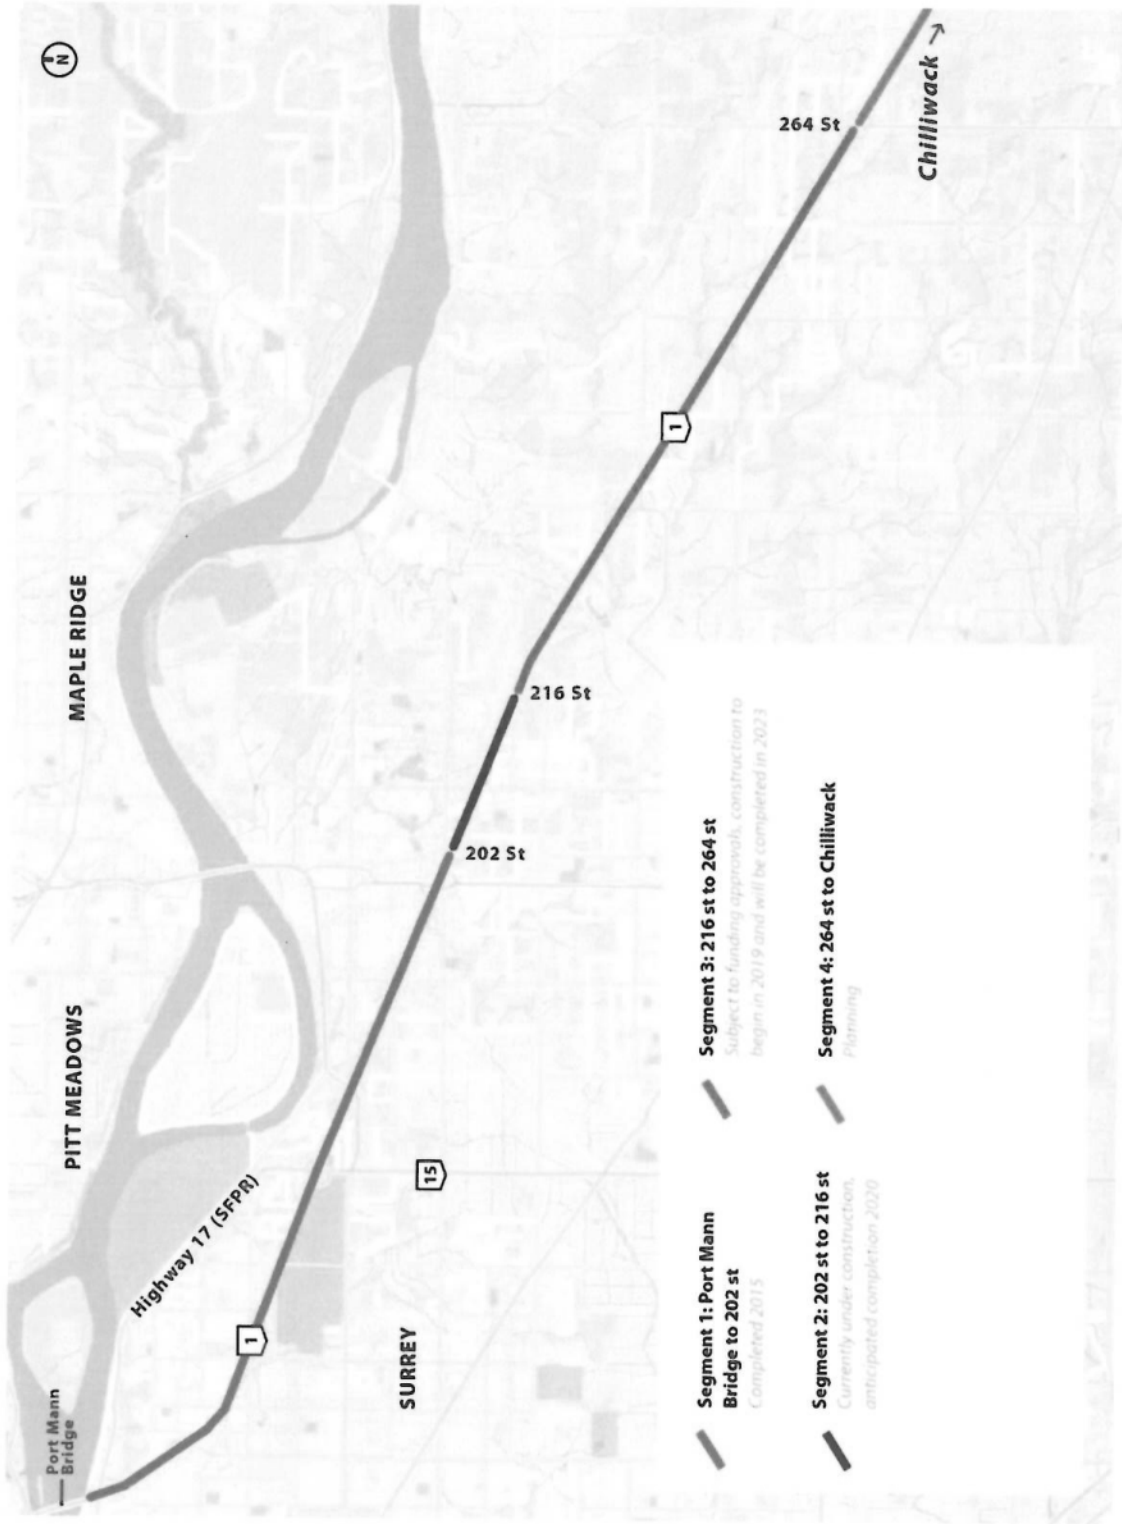 N
Port Mann
Bridge
PITT MEADOWS
MAPLE RIDGE
Highway 17 (SFPR)
1
15
SURREY
202 St
216 St
1
264 St
Chilliwack
Segment 1: Port Mann
Bridge to 202 st
Completed 2015
Segment 2: 202 st to 216 st
Currently under construction,
anticipated completion 2020
Segment 3: 216 st to 264 st
Subject to funding approvals, construction to
begin in 2019 and will be completed in 2023
Segment 4: 264 st to Chilliwack
Planning